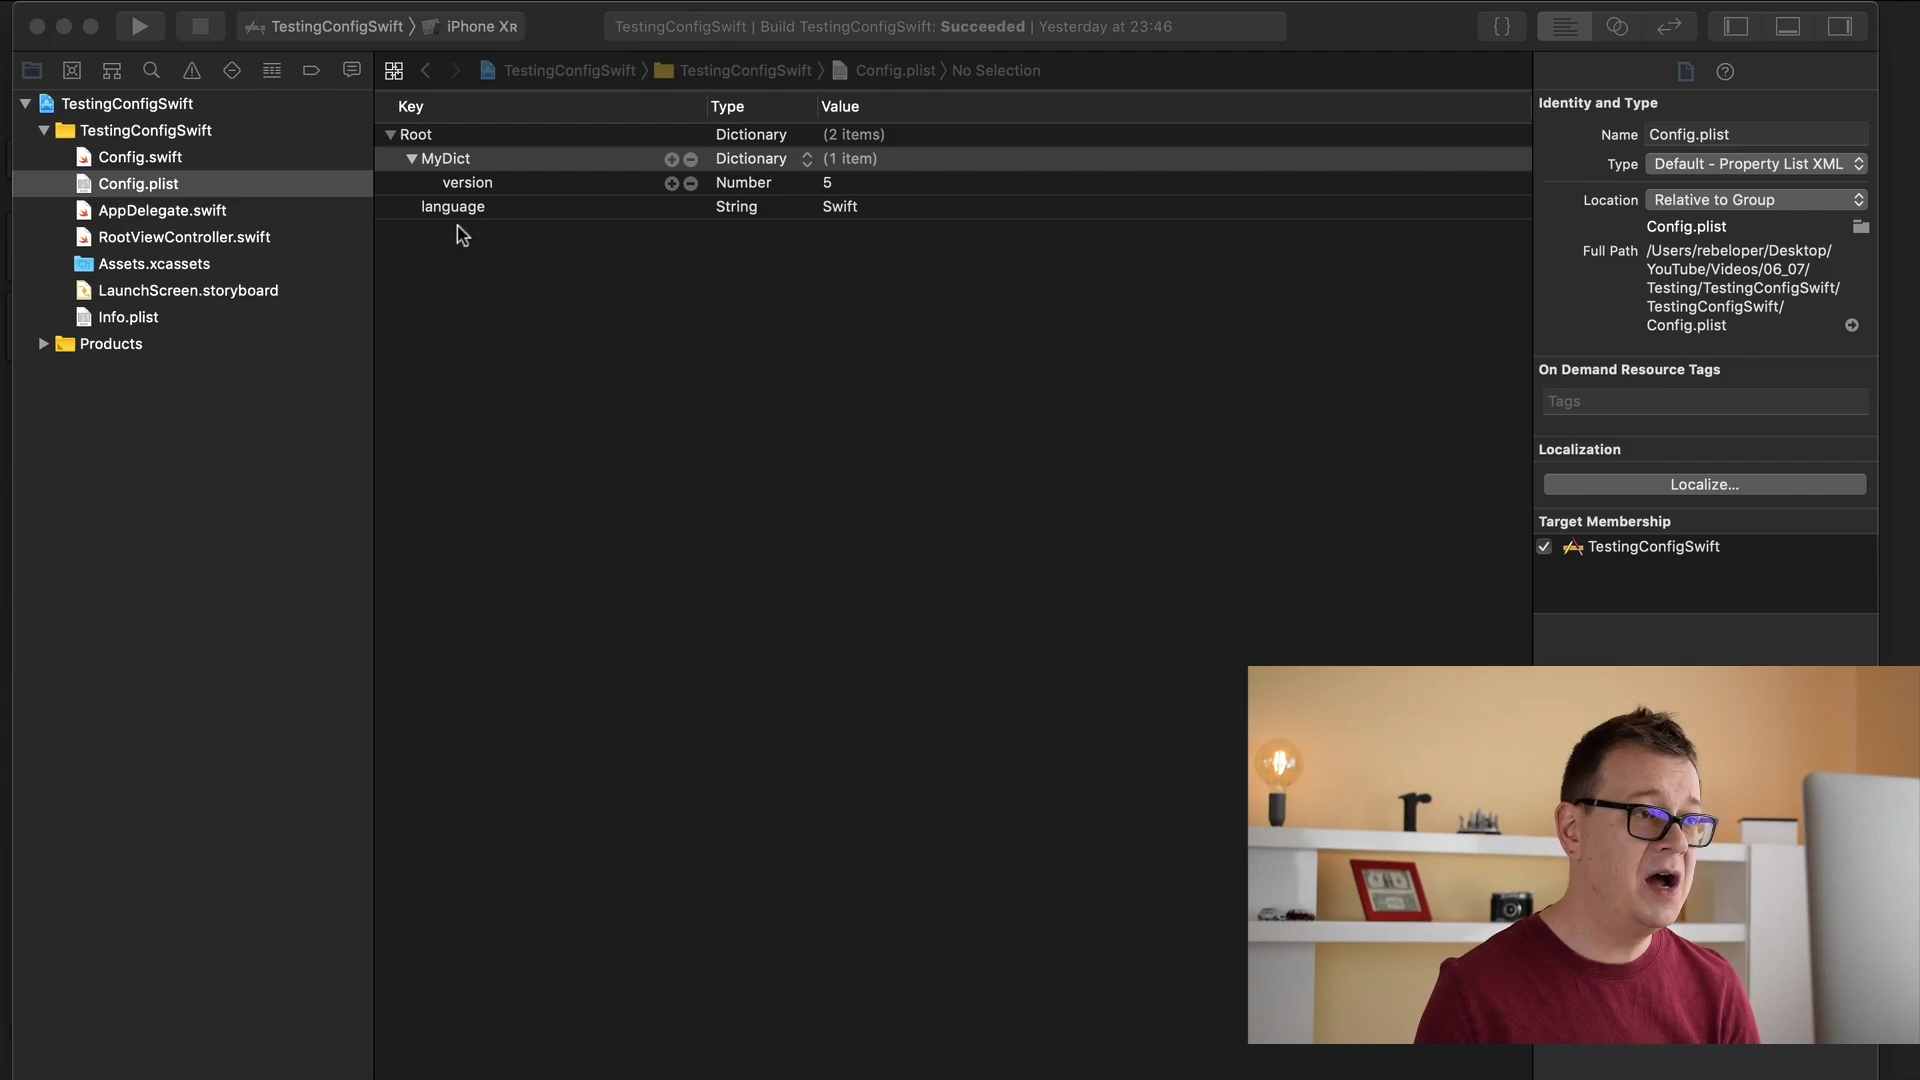 TestingConfigSwift 〉 iPhone XR
TestingConfigSwift | Build TestingConfigSwift: Succeeded | Yesterday at 23:46
{}
TestingConfigSwift 〉 TestingConfigSwift 〉 Config.plist 〉 No Selection
TestingConfigSwift
TestingConfigSwift
Config.swift
Config.plist
AppDelegate.swift
RootViewController.swift
Assets.xcassets
LaunchScreen.storyboard
Info.plist
Products
Key Type Value
Root Dictionary (2 items)
MyDict Dictionary (1 item)
version Number 5
language String Swift
Identity and Type
Name Config.plist
Type Default - Property List XML
Location Relative to Group
Config.plist
Full Path /Users/rebeloper/Desktop/
YouTube/Videos/06_07/
Testing/TestingConfigSwift/
TestingConfigSwift/
Config.plist
On Demand Resource Tags
Tags
Localization
Localize...
Target Membership
TestingConfigSwift